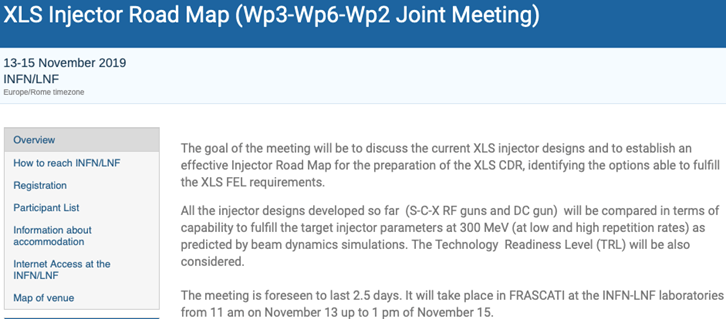 XLS Injector Road Map (Wp3-Wp6-Wp2 Joint Meeting)
13-15 November 2019
INFN/LNF
Europe/Rome timezone
Overview
How to reach INFN/LNF
Registration
Participant List
Information about
accommodation
Internet Access at the
INFN/LNF
Map of venue
The goal of the meeting will be to discuss the current XLS injector designs and to establish an
effective Injector Road Map for the preparation of the XLS CDR, identifying the options able to fulfill
the XLS FEL requirements.
All the injector designs developed so far (S-C-X RF guns and DC gun) will be compared in terms of
capability to fulfill the target injector parameters at 300 MeV (at low and high repetition rates) as
predicted by beam dynamics simulations. The Technology Readiness Level (TRL) will be also
considered.
The meeting is foreseen to last 2.5 days. It will take place in FRASCATI at the INFN-LNF laboratories
from 11 am on November 13 up to 1 pm of November 15.